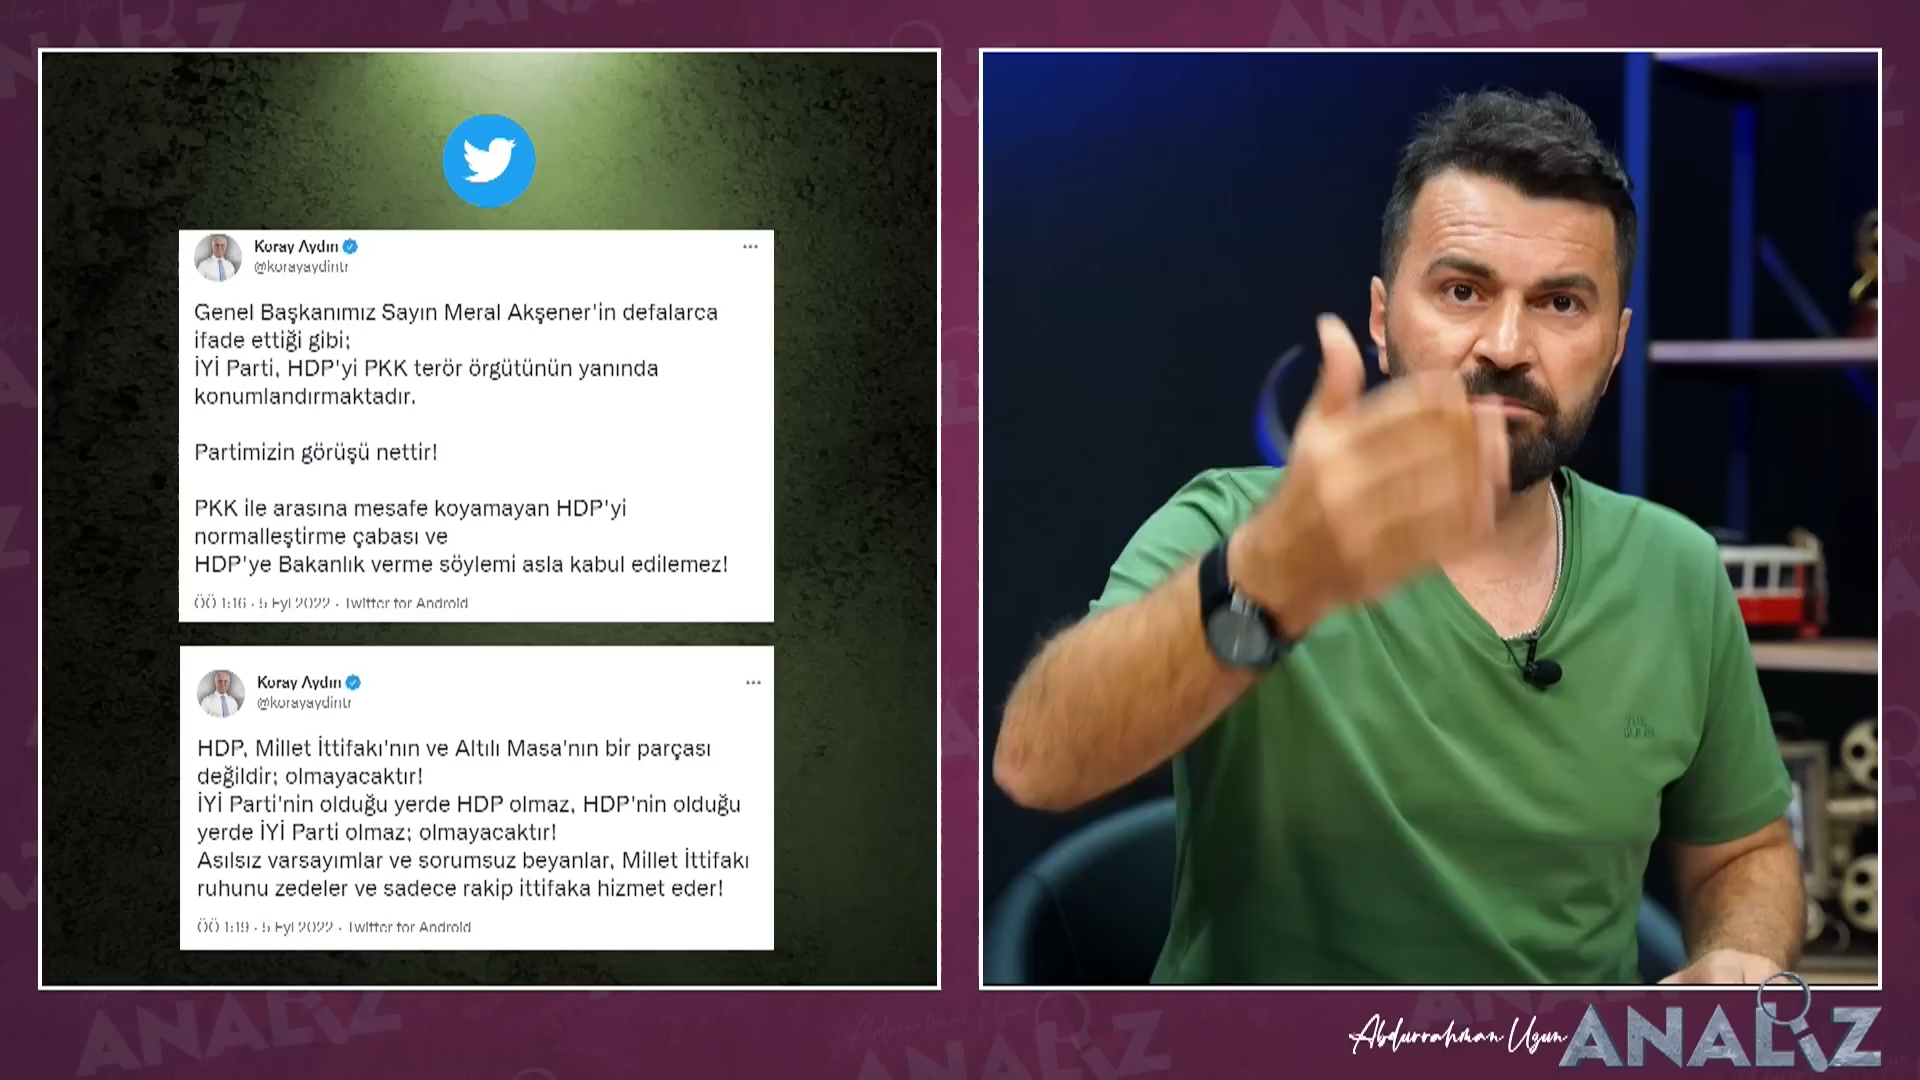 Koray Aydın
@korayaydintr
Genel Başkanımız Sayın Meral Akşener'in defalarca
ifade ettiği gibi;
İYİ Parti, HDP'yi PKK terör örgütünün yanında
konumlandırmaktadır.
Partimizin görüşü nettir!
PKK ile arasına mesafe koyamayan HDP'yi
normalleştirme çabası ve
HDP'ye Bakanlık verme söylemi asla kabul edilemez!
ÖÖ 1:16 · 5 Eyl 2022 · Twitter for Android
Koray Aydın
@korayaydintr
HDP, Millet İttifakı'nın ve Altılı Masa'nın bir parçası
değildir; olmayacaktır!
İYİ Parti'nin olduğu yerde HDP olmaz, HDP'nin olduğu
yerde İYİ Parti olmaz; olmayacaktır!
Asılsız varsayımlar ve sorumsuz beyanlar, Millet İttifakı
ruhunu zedeler ve sadece rakip ittifaka hizmet eder!
ÖÖ 1:19 · 5 Eyl 2022 · Twitter for Android
Abdurrahman Uzun
ANALİZ